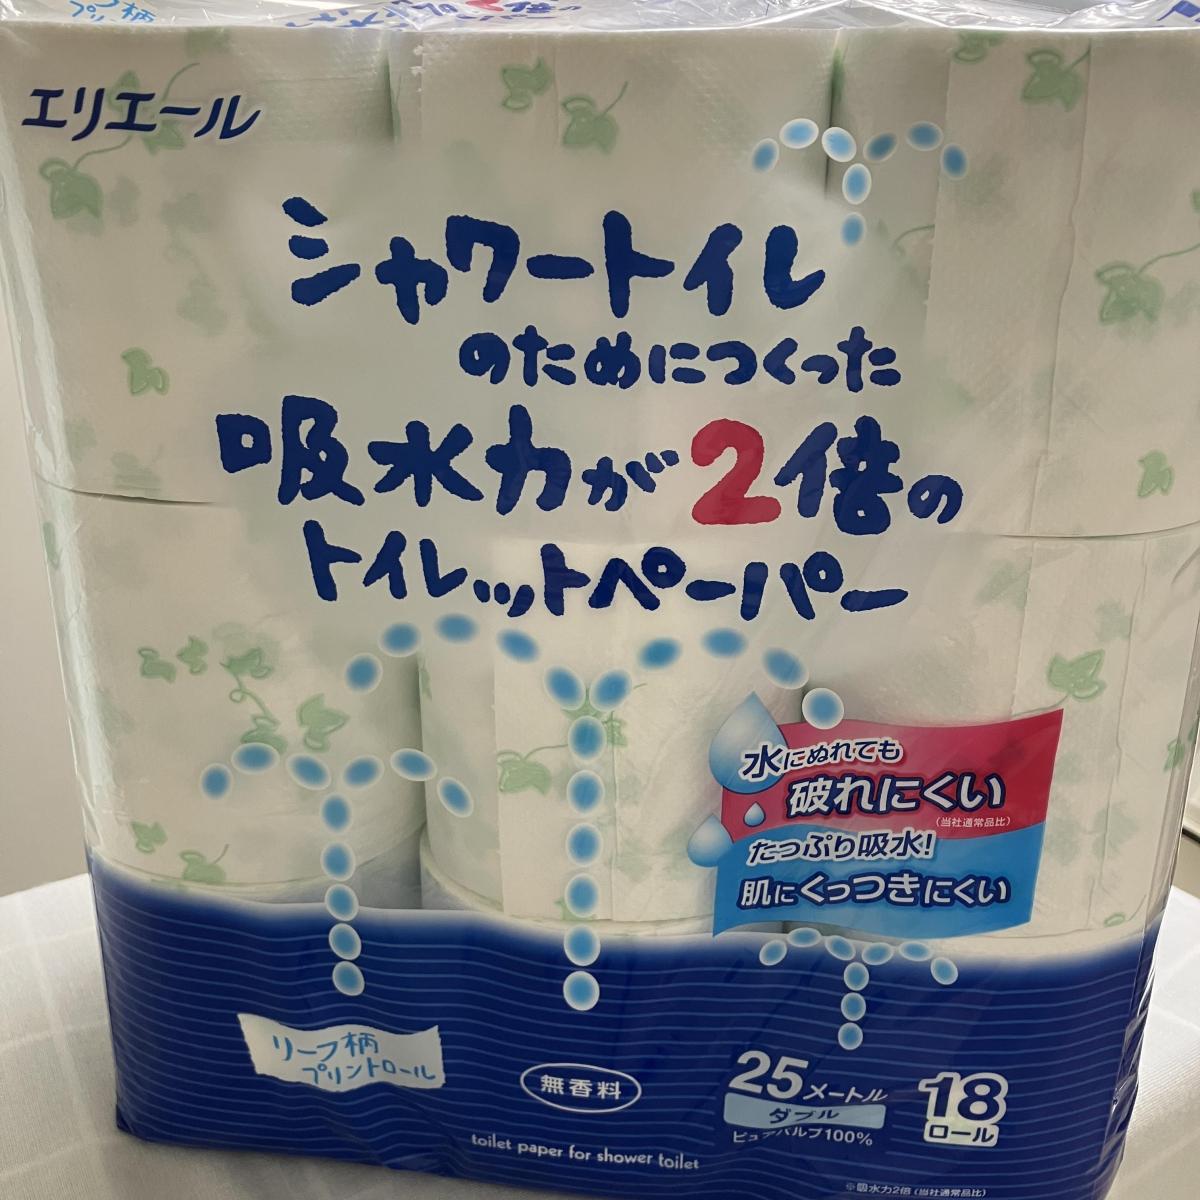 エリエール
シャワートイレ
のためにつくった
吸水力が2倍の
トイレットペーパー
水にぬれても
破れにくい
(当社通常品比)
たっぷり吸水!
肌にくっつきにくい
リーフ柄
プリントロール
無香料
25メートル
ダブル
ピュアパルプ100%
18
ロール
toilet paper for shower toilet
※吸水力2倍(当社通常品比)